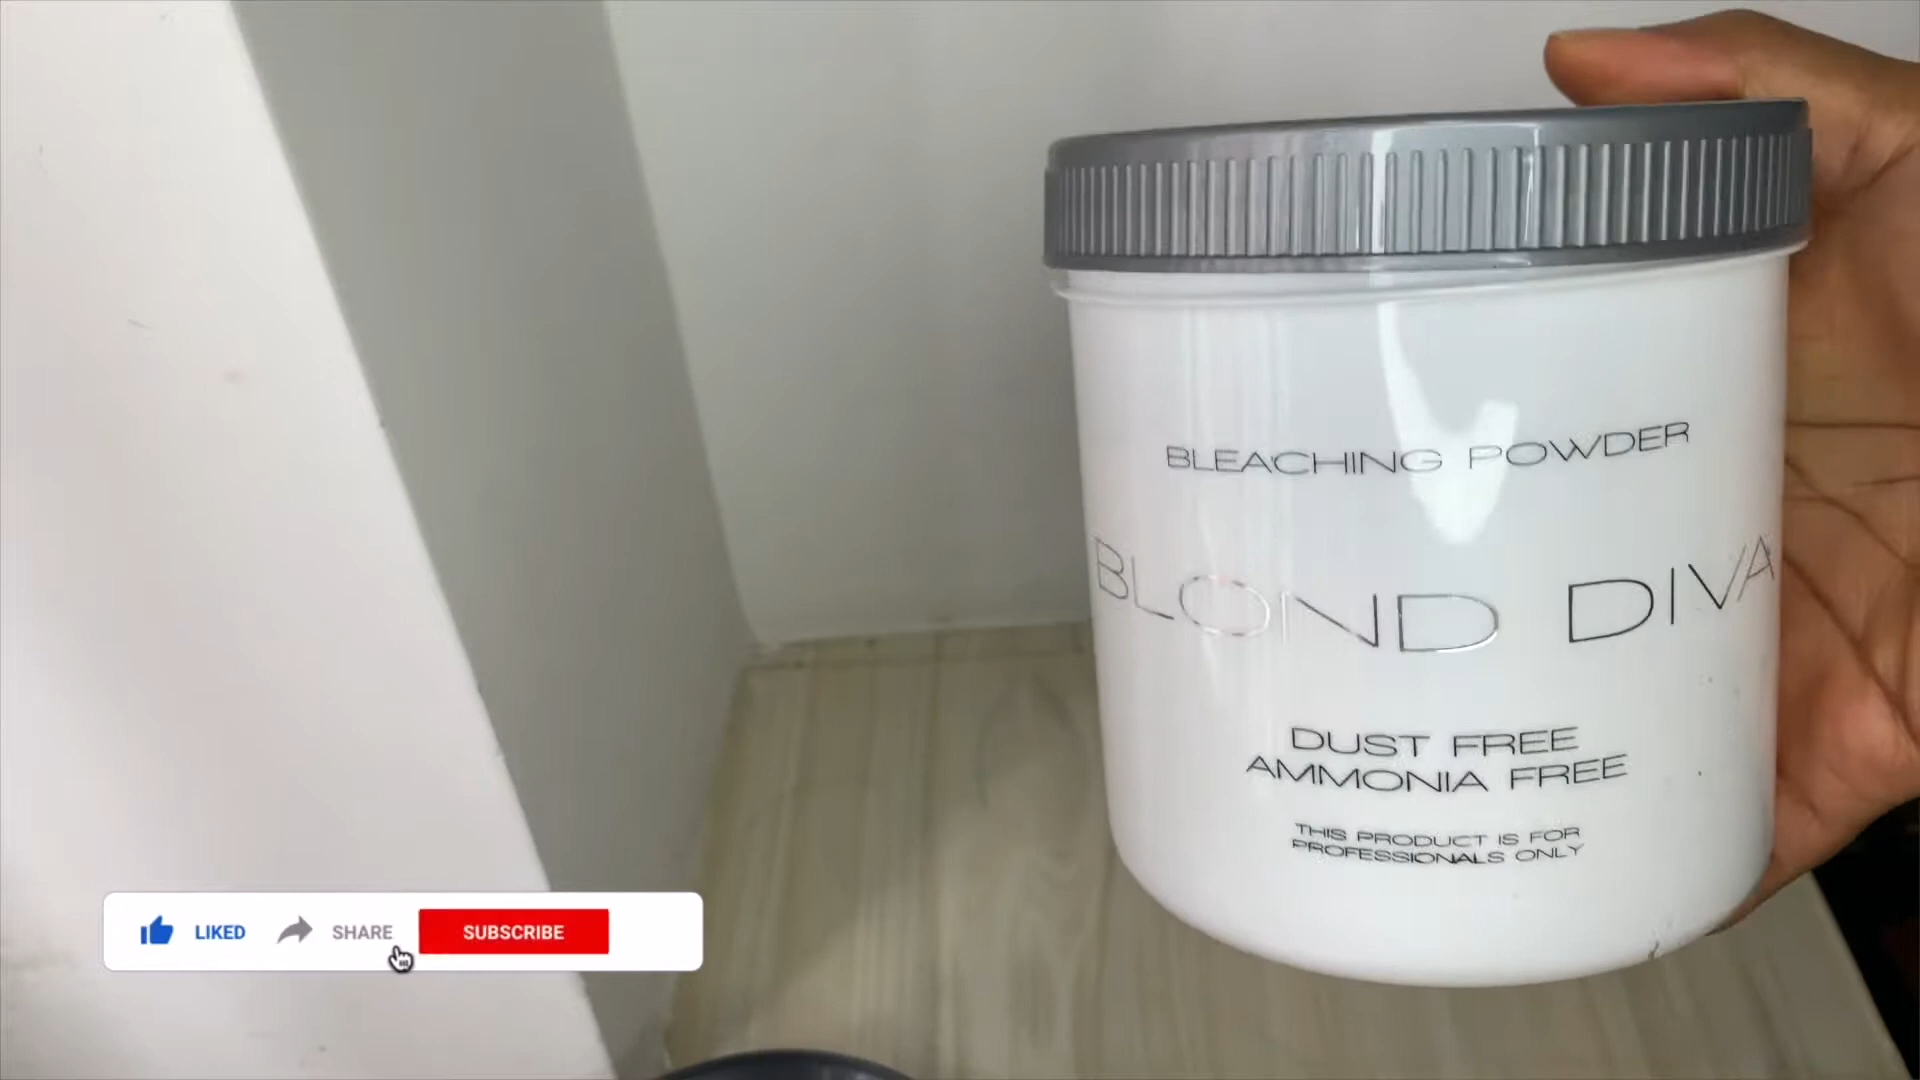 BLEACHING POWDER
BLOND DIVA
DUST FREE
AMMONIA FREE
THIS PRODUCT IS FOR
PROFESSIONALS ONLY
LIKED SHARE SUBSCRIBE